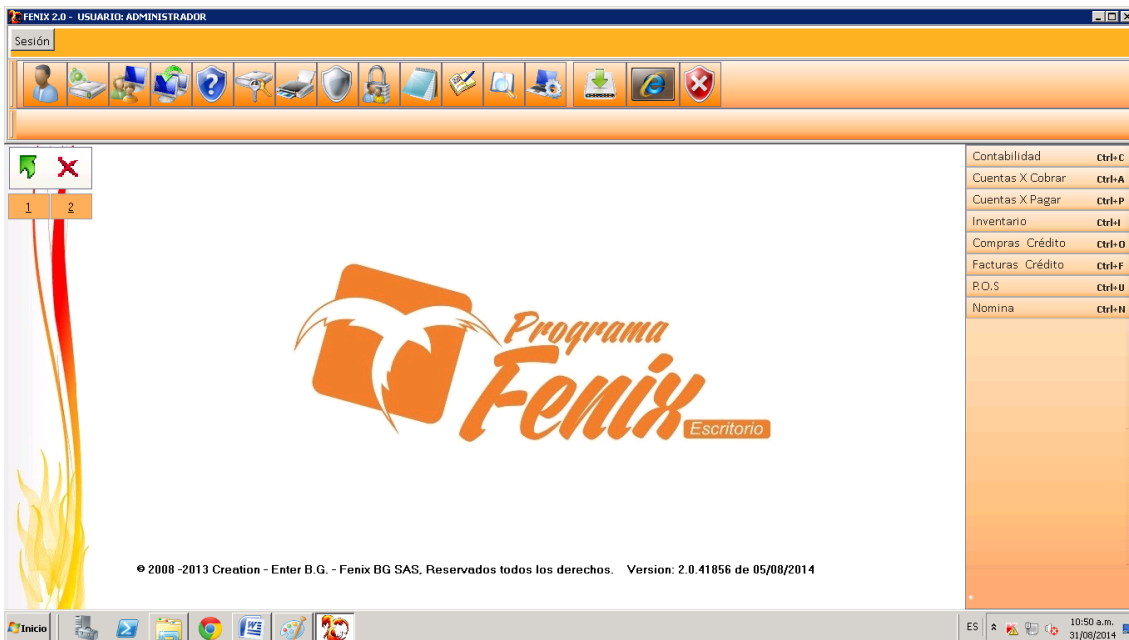 FENIX 2.0 - USUARIO: ADMINISTRADOR
Sesión
1 2
Contabilidad Ctrl+C
Cuentas X Cobrar Ctrl+A
Cuentas X Pagar Ctrl+P
Inventario Ctrl+I
Compras Crédito Ctrl+O
Facturas Crédito Ctrl+F
P.O.S Ctrl+U
Nomina Ctrl+N
Programa
Fenix
Escritorio
© 2008 -2013 Creation - Enter B.G. - Fenix BG SAS, Reservados todos los derechos. Version: 2.0.41856 de 05/08/2014
Inicio
ES
10:50 a.m.
31/08/2014